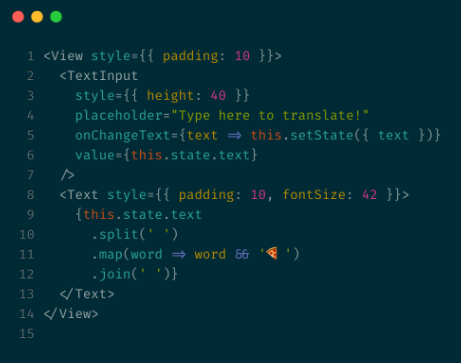 1 <View style={{ padding: 10 }}>
2   <TextInput
3     style={{ height: 40 }}
4     placeholder="Type here to translate!"
5     onChangeText={text => this.setState({ text })}
6     value={this.state.text}
7   />
8   <Text style={{ padding: 10, fontSize: 42 }}>
9     {this.state.text
10       .split(' ')
11       .map(word => word && '🍕')
12       .join(' ')}
13   </Text>
14 </View>
15